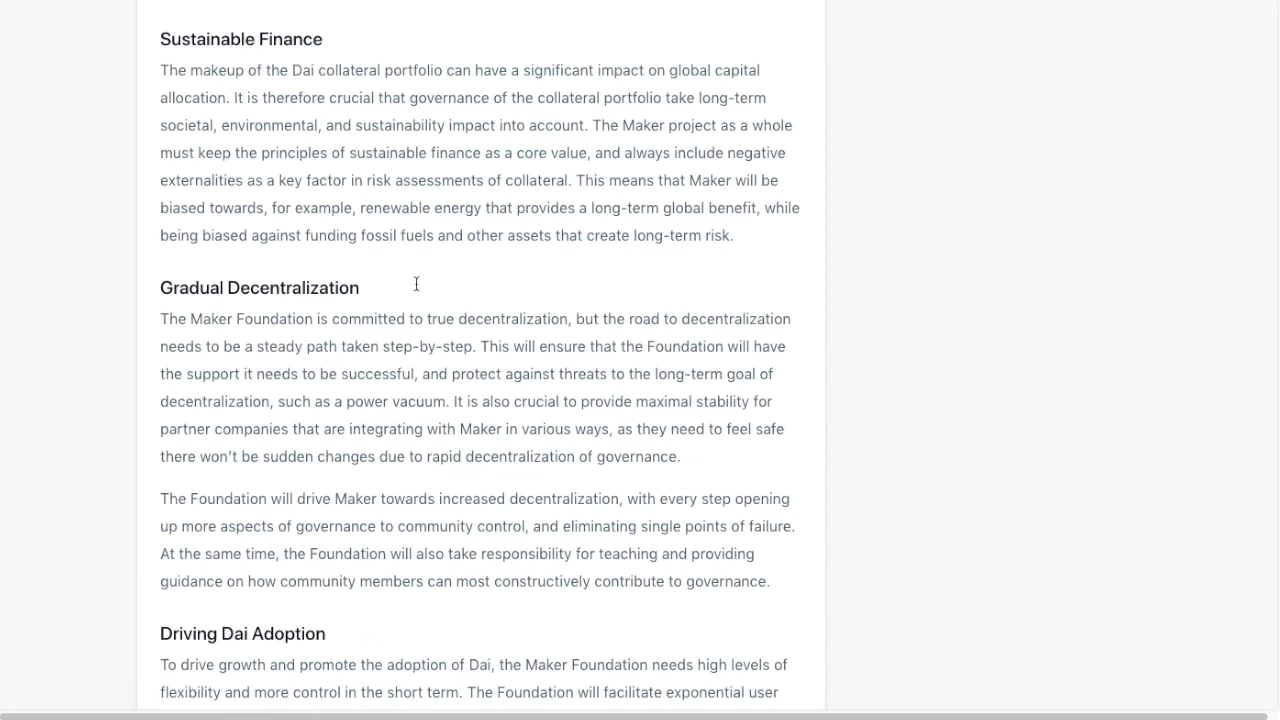 Sustainable Finance
The makeup of the Dai collateral portfolio can have a significant impact on global capital
allocation. It is therefore crucial that governance of the collateral portfolio take long-term
societal, environmental, and sustainability impact into account. The Maker project as a whole
must keep the principles of sustainable finance as a core value, and always include negative
externalities as a key factor in risk assessments of collateral. This means that Maker will be
biased towards, for example, renewable energy that provides a long-term global benefit, while
being biased against funding fossil fuels and other assets that create long-term risk.
Gradual Decentralization
The Maker Foundation is committed to true decentralization, but the road to decentralization
needs to be a steady path taken step-by-step. This will ensure that the Foundation will have
the support it needs to be successful, and protect against threats to the long-term goal of
decentralization, such as a power vacuum. It is also crucial to provide maximal stability for
partner companies that are integrating with Maker in various ways, as they need to feel safe
there won’t be sudden changes due to rapid decentralization of governance.
The Foundation will drive Maker towards increased decentralization, with every step opening
up more aspects of governance to community control, and eliminating single points of failure.
At the same time, the Foundation will also take responsibility for teaching and providing
guidance on how community members can most constructively contribute to governance.
Driving Dai Adoption
To drive growth and promote the adoption of Dai, the Maker Foundation needs high levels of
flexibility and more control in the short term. The Foundation will facilitate exponential user